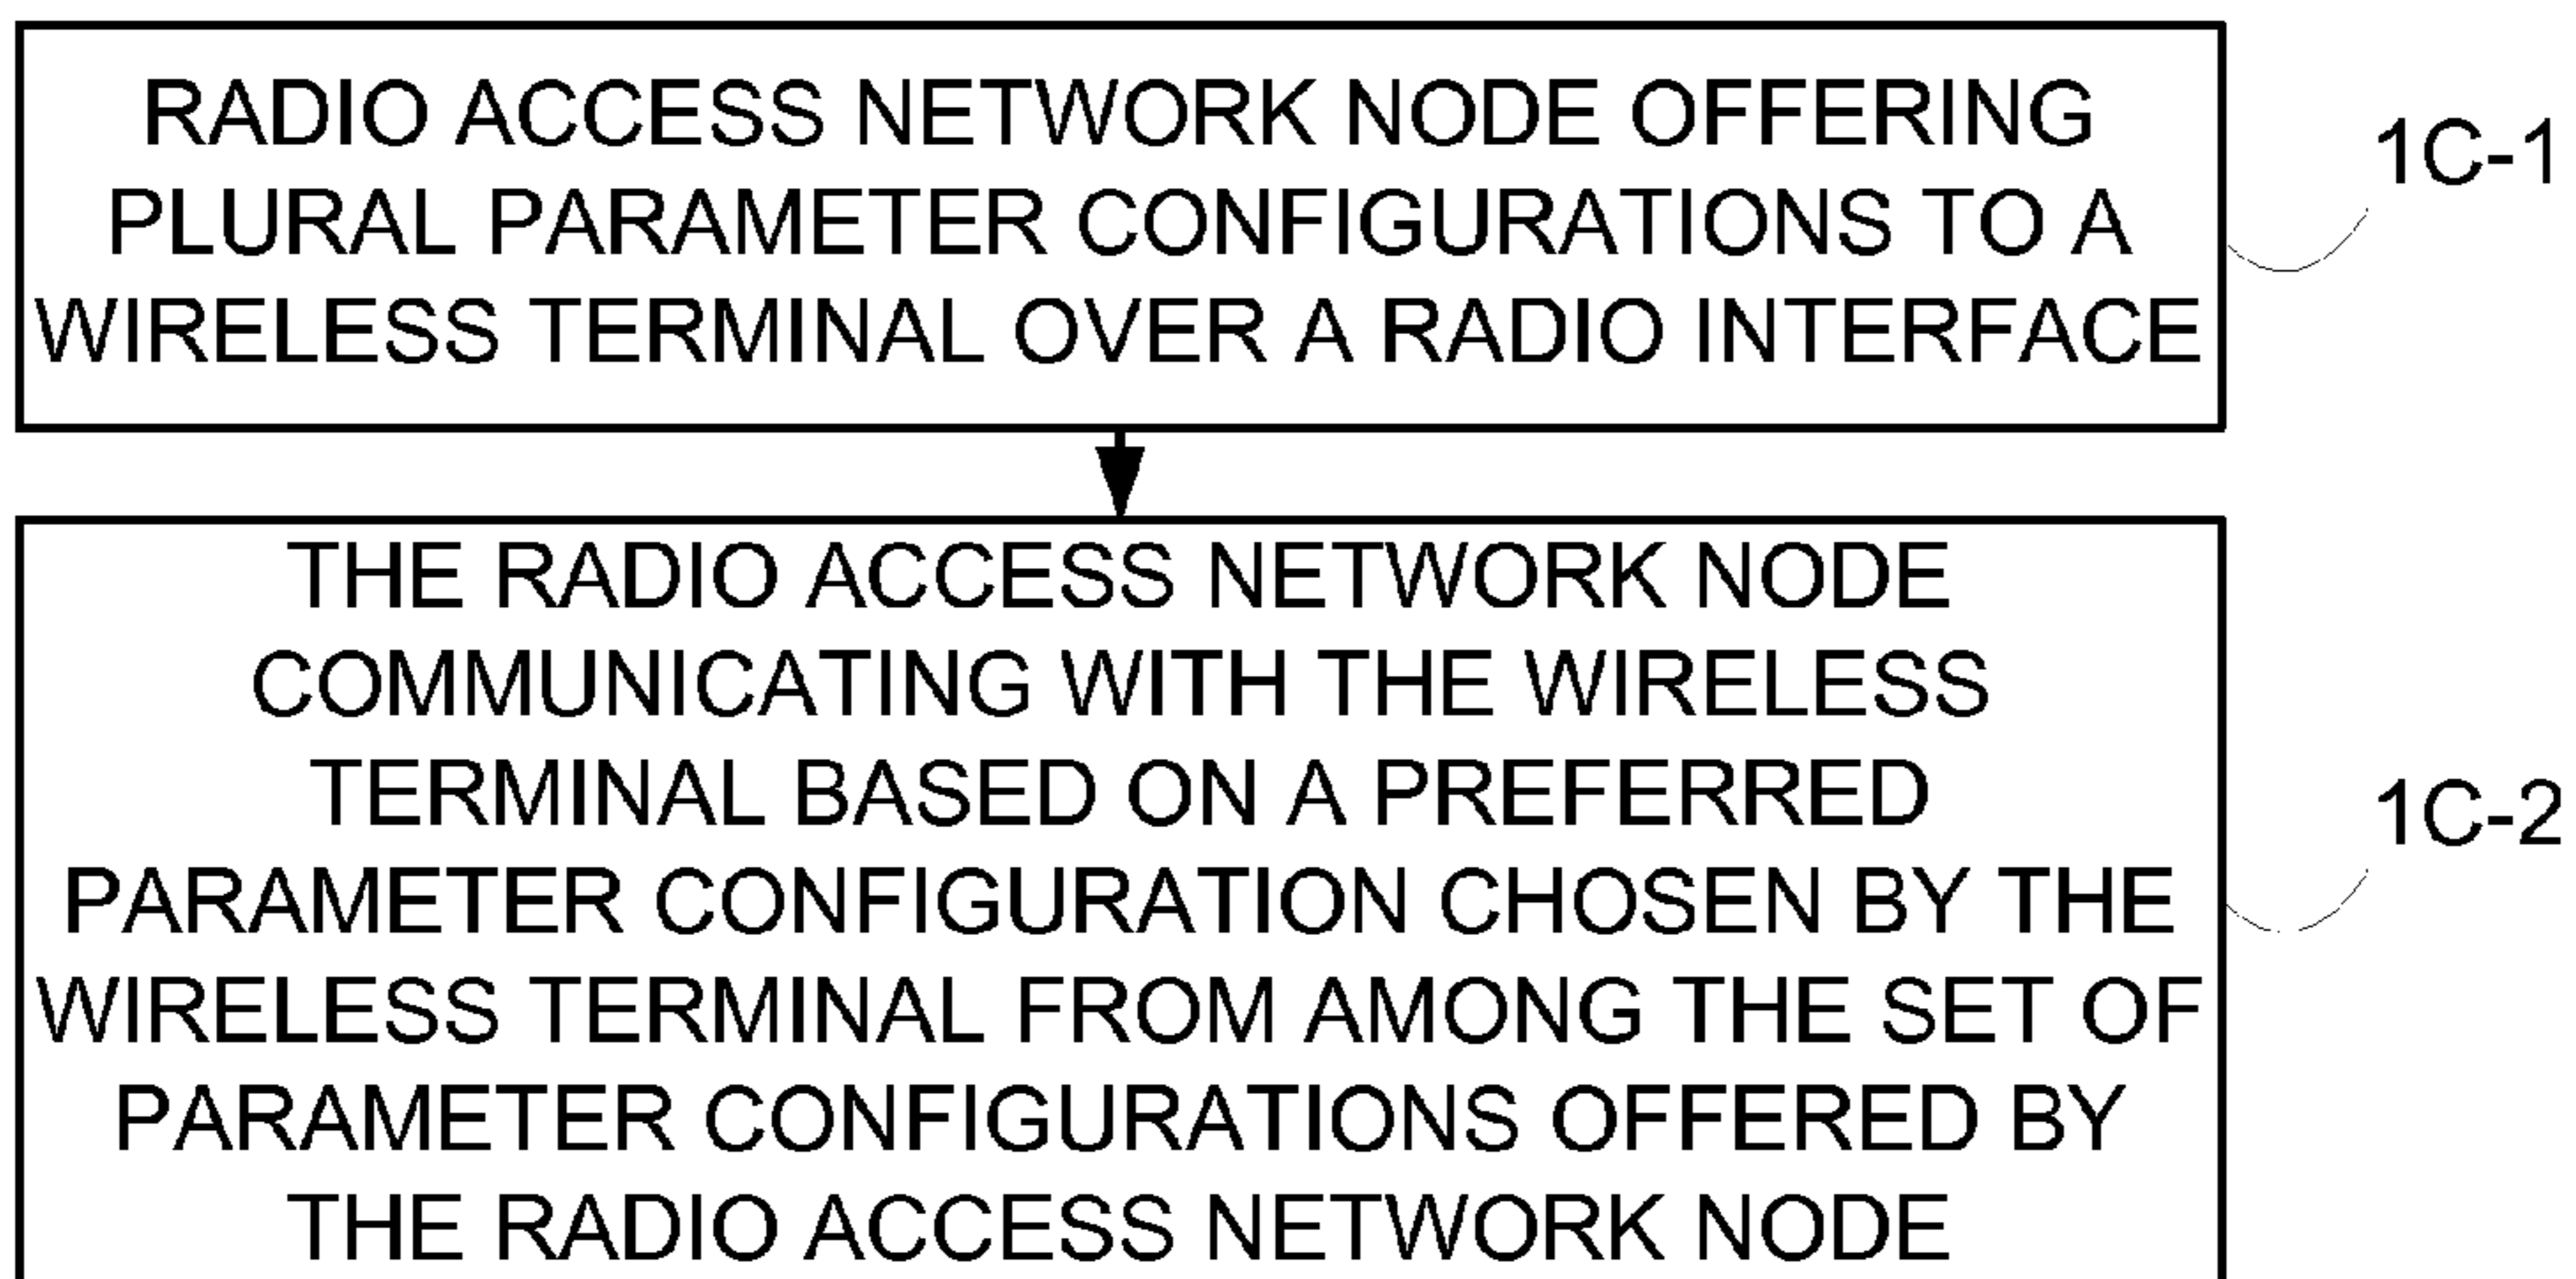 RADIO ACCESS NETWORK NODE OFFERING
PLURAL PARAMETER CONFIGURATIONS TO A
WIRELESS TERMINAL OVER A RADIO INTERFACE
1C-1
THE RADIO ACCESS NETWORK NODE
COMMUNICATING WITH THE WIRELESS
TERMINAL BASED ON A PREFERRED
PARAMETER CONFIGURATION CHOSEN BY THE
WIRELESS TERMINAL FROM AMONG THE SET OF
PARAMETER CONFIGURATIONS OFFERED BY
THE RADIO ACCESS NETWORK NODE
1C-2